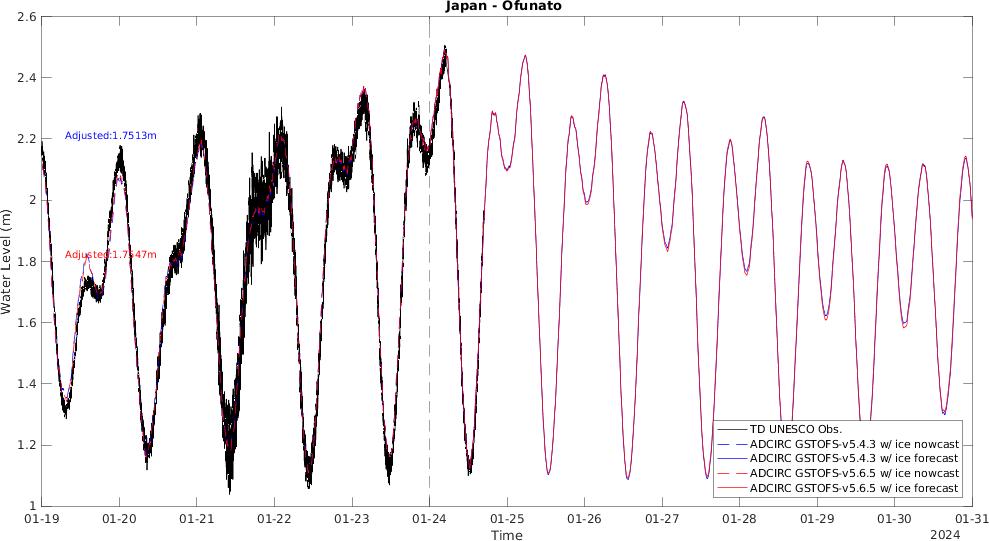 Japan - Ofunato
2.6
2.4
2.2
2
1.8
1.6
1.4
1.2
1
Water Level (m)
Adjusted:1.7513m
Adjusted:1.7547m
TD UNESCO Obs.
ADCIRC GSTOFS-v5.4.3 w/ ice nowcast
ADCIRC GSTOFS-v5.4.3 w/ ice forecast
ADCIRC GSTOFS-v5.6.5 w/ ice nowcast
ADCIRC GSTOFS-v5.6.5 w/ ice forecast
01-19 01-20 01-21 01-22 01-23 01-24 01-25 01-26 01-27 01-28 01-29 01-30 01-31
Time
2024